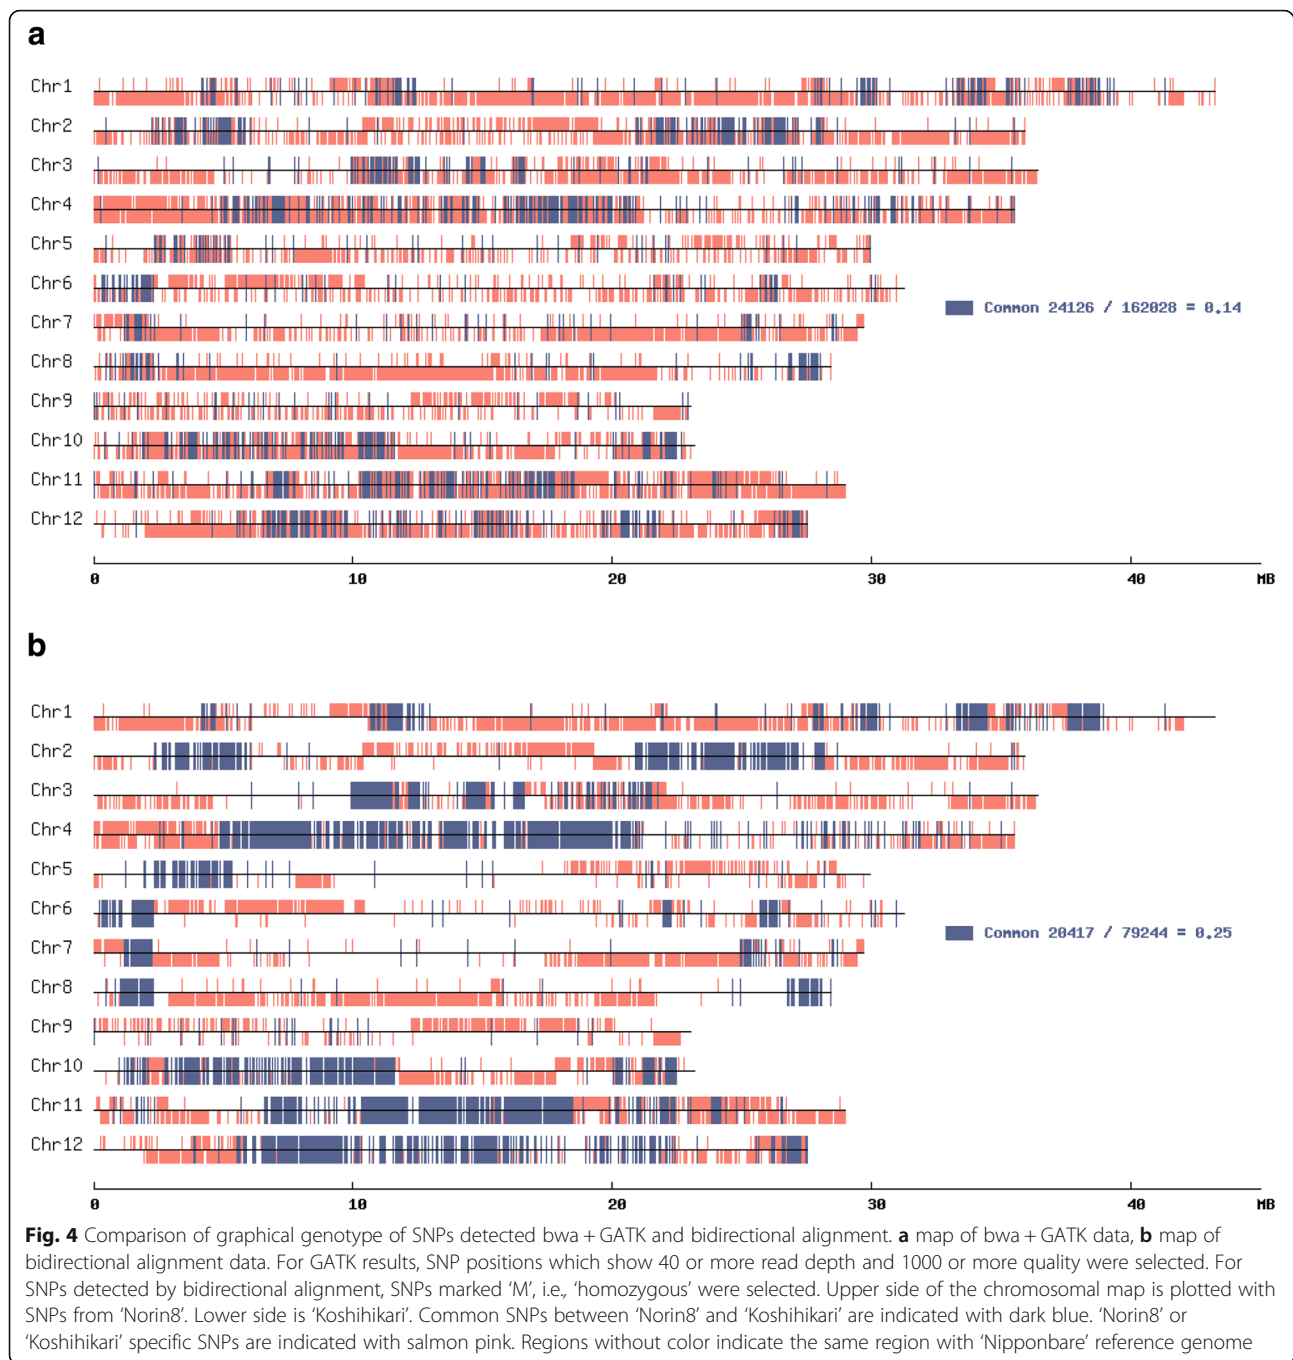 a
Chr1
Chr2
Chr3
Chr4
Chr5
Chr6
Common 24126 / 162028 = 0.14
Chr7
Chr8
Chr9
Chr10
Chr11
Chr12
0 10 20 30 40 MB
b
Chr1
Chr2
Chr3
Chr4
Chr5
Chr6
Common 20417 / 79244 = 0.25
Chr7
Chr8
Chr9
Chr10
Chr11
Chr12
0 10 20 30 40 MB
Fig. 4 Comparison of graphical genotype of SNPs detected bwa + GATK and bidirectional alignment. a map of bwa + GATK data, b map of
bidirectional alignment data. For GATK results, SNP positions which show 40 or more read depth and 1000 or more quality were selected. For
SNPs detected by bidirectional alignment, SNPs marked ‘M’, i.e., ‘homozygous’ were selected. Upper side of the chromosomal map is plotted with
SNPs from ‘Norin8’. Lower side is ‘Koshihikari’. Common SNPs between ‘Norin8’ and ‘Koshihikari’ are indicated with dark blue. ‘Norin8’ or
‘Koshihikari’ specific SNPs are indicated with salmon pink. Regions without color indicate the same region with ‘Nipponbare’ reference genome